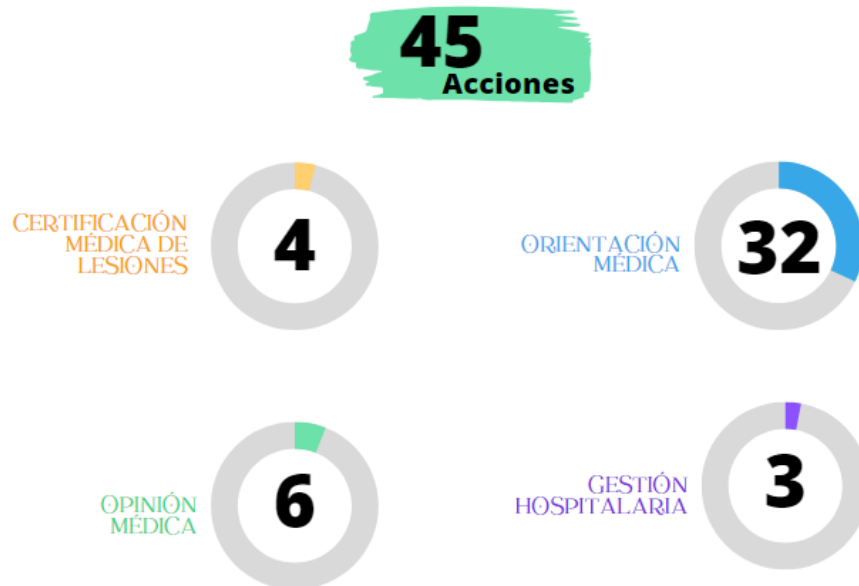 45
Acciones
CERTIFICACIÓN
MÉDICA DE
LESIONES
4
ORIENTACIÓN
MÉDICA
32
OPINIÓN
MÉDICA
6
GESTIÓN
HOSPITALARIA
3